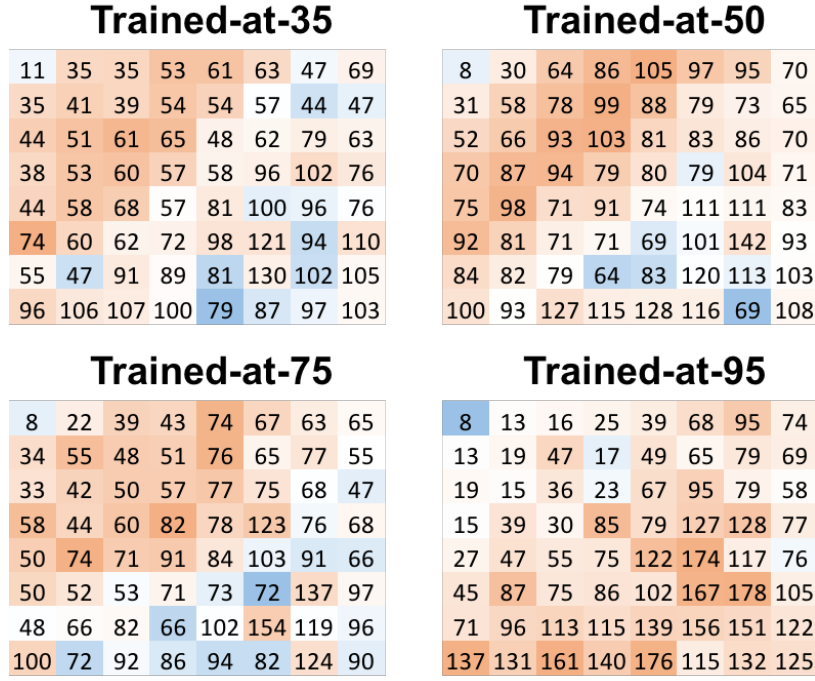 Trained-at-35
11 35 35 53 61 63 47 69
35 41 39 54 54 57 44 47
44 51 61 65 48 62 79 63
38 53 60 57 58 96 102 76
44 58 68 57 81 100 96 76
74 60 62 72 98 121 94 110
55 47 91 89 81 130 102 105
96 106 107 100 79 87 97 103
Trained-at-50
8 30 64 86 105 97 95 70
31 58 78 99 88 79 73 65
52 66 93 103 81 83 86 70
70 87 94 79 80 79 104 71
75 98 71 91 74 111 111 83
92 81 71 71 69 101 142 93
84 82 79 64 83 120 113 103
100 93 127 115 128 116 69 108
Trained-at-75
8 22 39 43 74 67 63 65
34 55 48 51 76 65 77 55
33 42 50 57 77 75 68 47
58 44 60 82 78 123 76 68
50 74 71 91 84 103 91 66
50 52 53 71 73 72 137 97
48 66 82 66 102 154 119 96
100 72 92 86 94 82 124 90
Trained-at-95
8 13 16 25 39 68 95 74
13 19 47 17 49 65 79 69
19 15 36 23 67 95 79 58
15 39 30 85 79 127 128 77
27 47 55 75 122 174 117 76
45 87 75 86 102 167 178 105
71 96 113 115 139 156 151 122
137 131 161 140 176 115 132 125